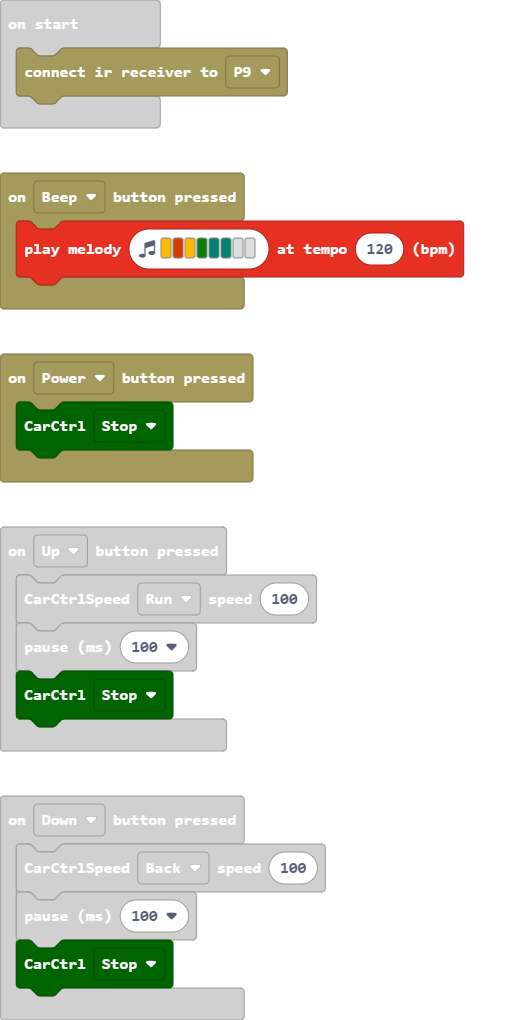 on start
connect ir receiver to P9
on Beep button pressed
play melody at tempo 120 (bpm)
on Power button pressed
CarCtrl Stop
on Up button pressed
CarCtrlSpeed Run speed 100
pause (ms) 100
CarCtrl Stop
on Down button pressed
CarCtrlSpeed Back speed 100
pause (ms) 100
CarCtrl Stop